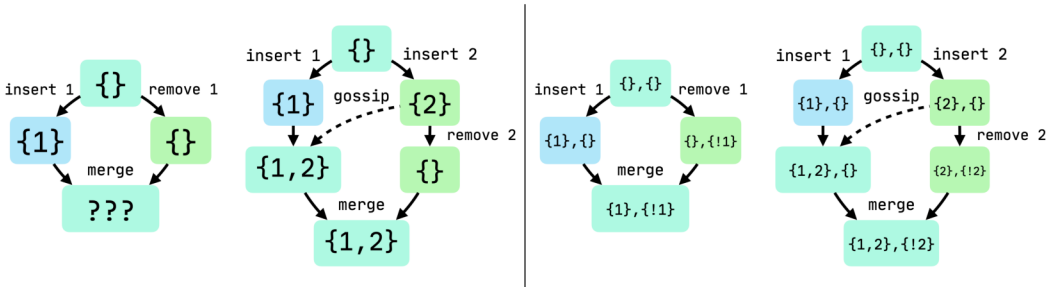 {}
insert 1
remove 1
{1}
{}
merge
???
{}
insert 1
insert 2
{1}
gossip
{2}
remove 2
{1,2}
{}
merge
{1,2}
{},{}
insert 1
remove 1
{1},{}
{},{!1}
merge
{1},{!1}
{},{}
insert 1
insert 2
{1},{}
gossip
{2},{}
remove 2
{1,2},{}
{2},{!2}
merge
{1,2},{!2}